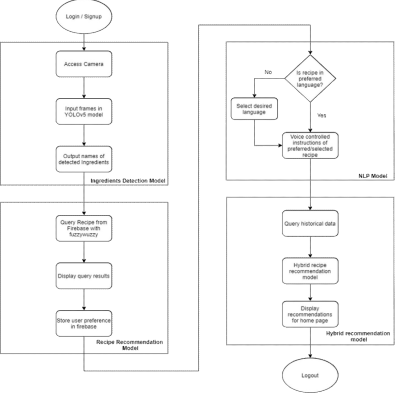 Login / Signup
Access Camera
Input frames in
YOLOv5 model
Output names of
detected Ingredients
Ingredients Detection Model
Query Recipe from
Firebase with
fuzzywuzzy
Display query results
Store user preference
in firebase
Recipe Recommendation
Model
Is recipe in
preferred
language?
No
Yes
Select desired
language
Voice controlled
instructions of
preferred/selected
recipe
NLP Model
Query historical data
Hybrid recipe
recommendation
model
Display
recommendations
for home page
Hybrid recommendation
model
Logout